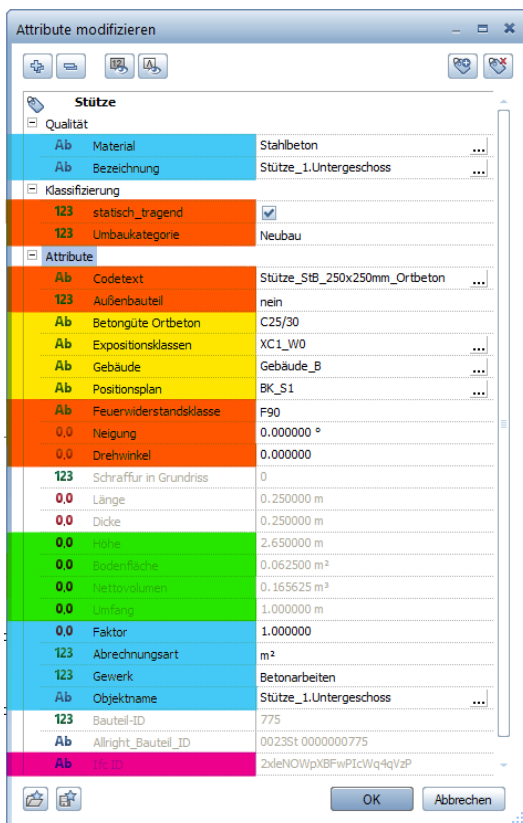 Attribute modifizieren
Stütze
Qualität
Ab Material Stahlbeton ...
Ab Bezeichnung Stütze_1.Untergeschoss ...
Klassifizierung
123 statisch_tragend
123 Umbaukategorie Neubau
Attribute
Ab Codetext Stütze_StB_250x250mm_Ortbeton ...
123 Außenbauteil nein
Ab Betongüte Ortbeton C25/30
Ab Expositionsklassen XC1_W0 ...
Ab Gebäude Gebäude_B ...
Ab Positionsplan BK_S1 ...
Ab Feuerwiderstandsklasse F90
0,0 Neigung 0.000000 °
0,0 Drehwinkel 0.000000
123 Schraffur in Grundriss 0
0,0 Länge 0.250000 m
0,0 Dicke 0.250000 m
0,0 Höhe 2.650000 m
0,0 Bodenfläche 0.062500 m²
0,0 Nettovolumen 0.165625 m³
0,0 Umfang 1.000000 m
0,0 Faktor 1.000000
123 Abrechnungsart m²
123 Gewerk Betonarbeiten
Ab Objektname Stütze_1.Untergeschoss ...
123 Bauteil-ID 775
Ab Allright_Bauteil_ID 0023St 0000000775
Ab Ifc ID 2xleNOWpXBFwPIcWq4qVzP
OK Abbrechen